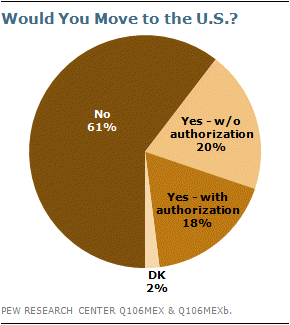 Would You Move to the U.S.?
No
61%
Yes - w/o
authorization
20%
Yes - with
authorization
18%
DK
2%
PEW RESEARCH CENTER Q106MEX & Q106MEXb.